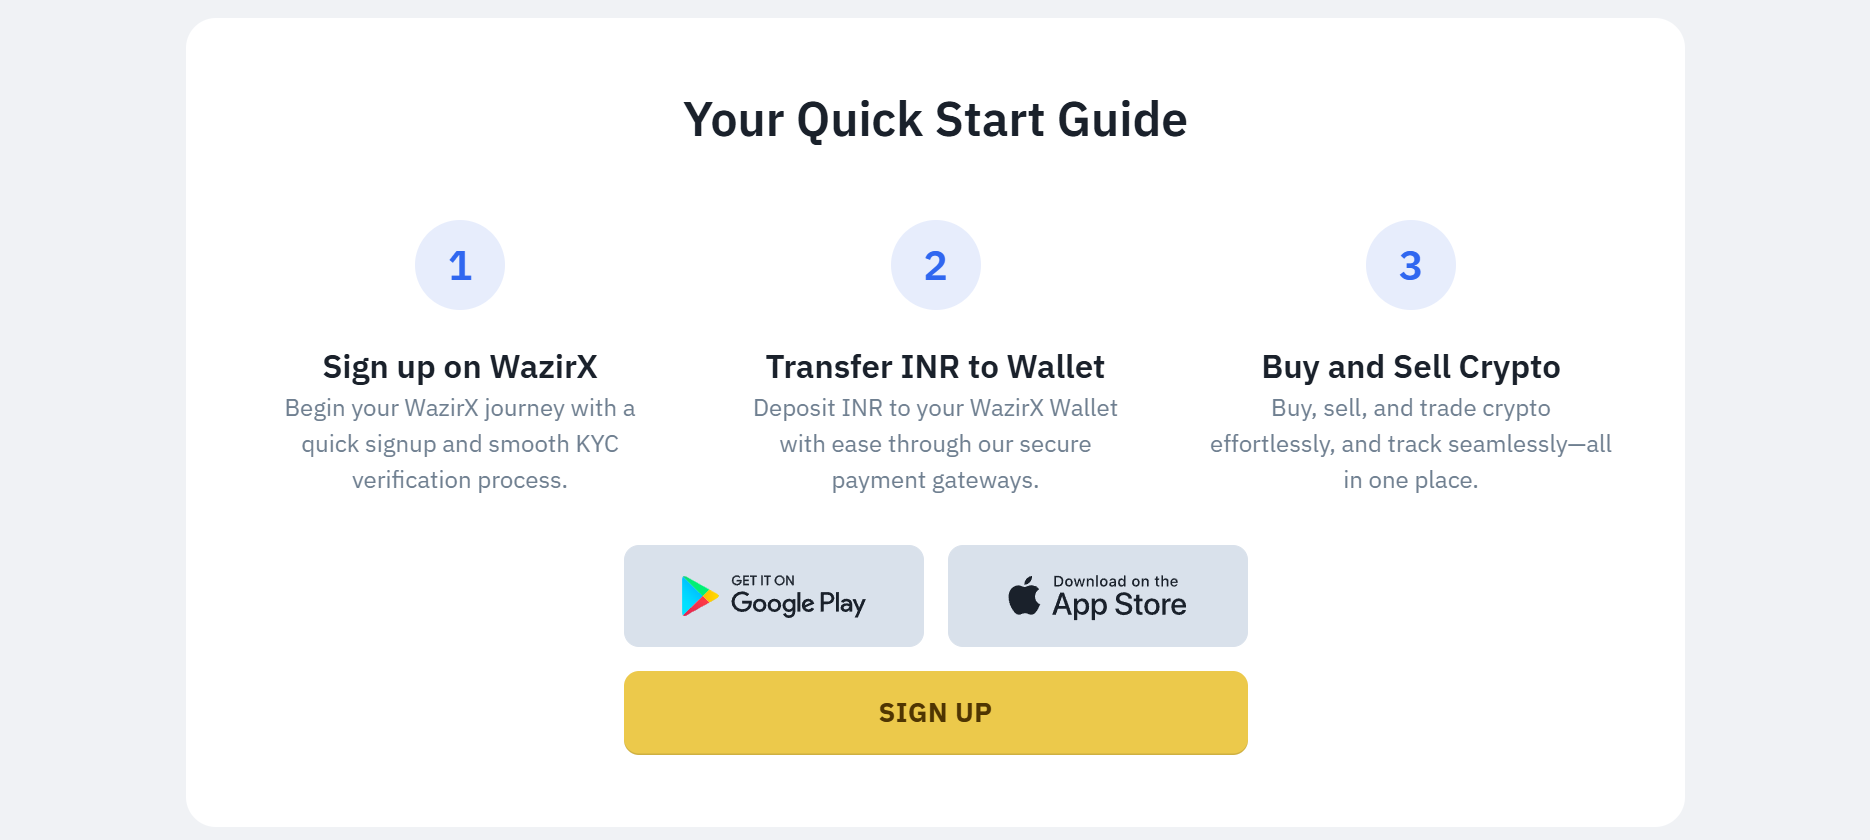 Your Quick Start Guide
1
Sign up on WazirX
Begin your WazirX journey with a
quick signup and smooth KYC
verification process.
2
Transfer INR to Wallet
Deposit INR to your WazirX Wallet
with ease through our secure
payment gateways.
3
Buy and Sell Crypto
Buy, sell, and trade crypto
effortlessly, and track seamlessly—all
in one place.
GET IT ON
Google Play
Download on the
App Store
SIGN UP